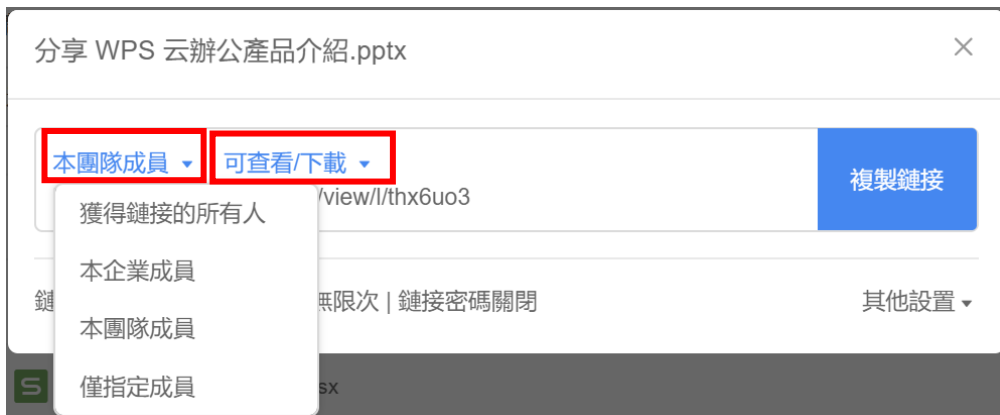 分享 WPS 云辦公產品介紹.pptx
本團隊成員 可查看/下載
複製鏈接
/view/l/thx6uo3
獲得鏈接的所有人
本企業成員
鏈 無限次 | 鏈接密碼關閉 其他設置
本團隊成員
僅指定成員
S sx